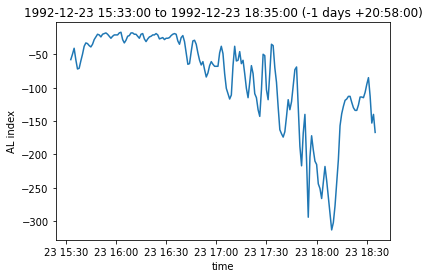 1992-12-23 15:33:00 to 1992-12-23 18:35:00 (-1 days +20:58:00)
−50
−100
−150
−200
−250
−300
AL index
23 15:30 23 16:00 23 16:30 23 17:00 23 17:30 23 18:00 23 18:30
time